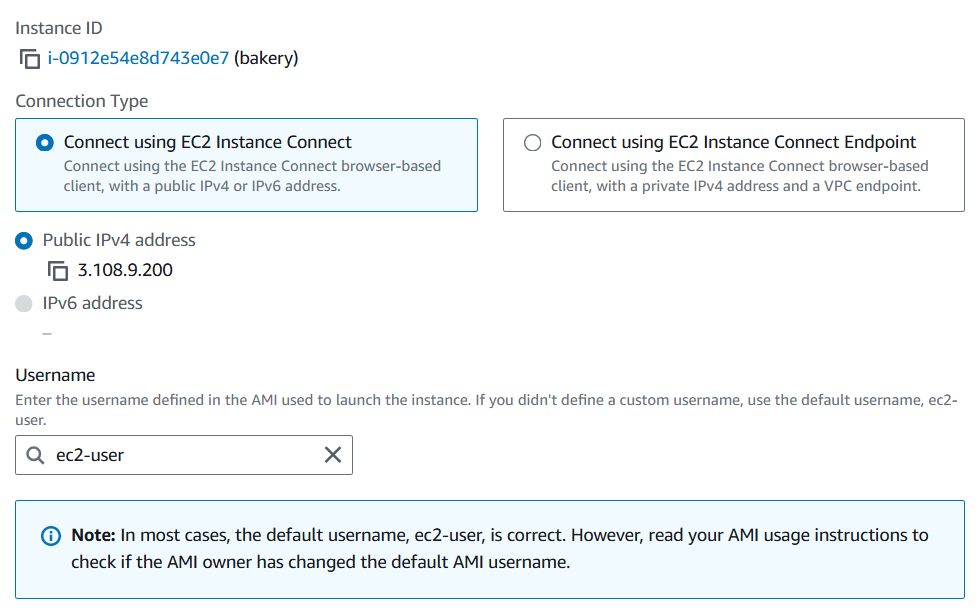 Instance ID
i-0912e54e8d743e0e7 (bakery)
Connection Type
Connect using EC2 Instance Connect
Connect using the EC2 Instance Connect browser-based
client, with a public IPv4 or IPv6 address.
Connect using EC2 Instance Connect Endpoint
Connect using the EC2 Instance Connect browser-based
client, with a private IPv4 address and a VPC endpoint.
Public IPv4 address
3.108.9.200
IPv6 address
–
Username
Enter the username defined in the AMI used to launch the instance. If you didn't define a custom username, use the default username, ec2-
user.
ec2-user
Note: In most cases, the default username, ec2-user, is correct. However, read your AMI usage instructions to
check if the AMI owner has changed the default AMI username.